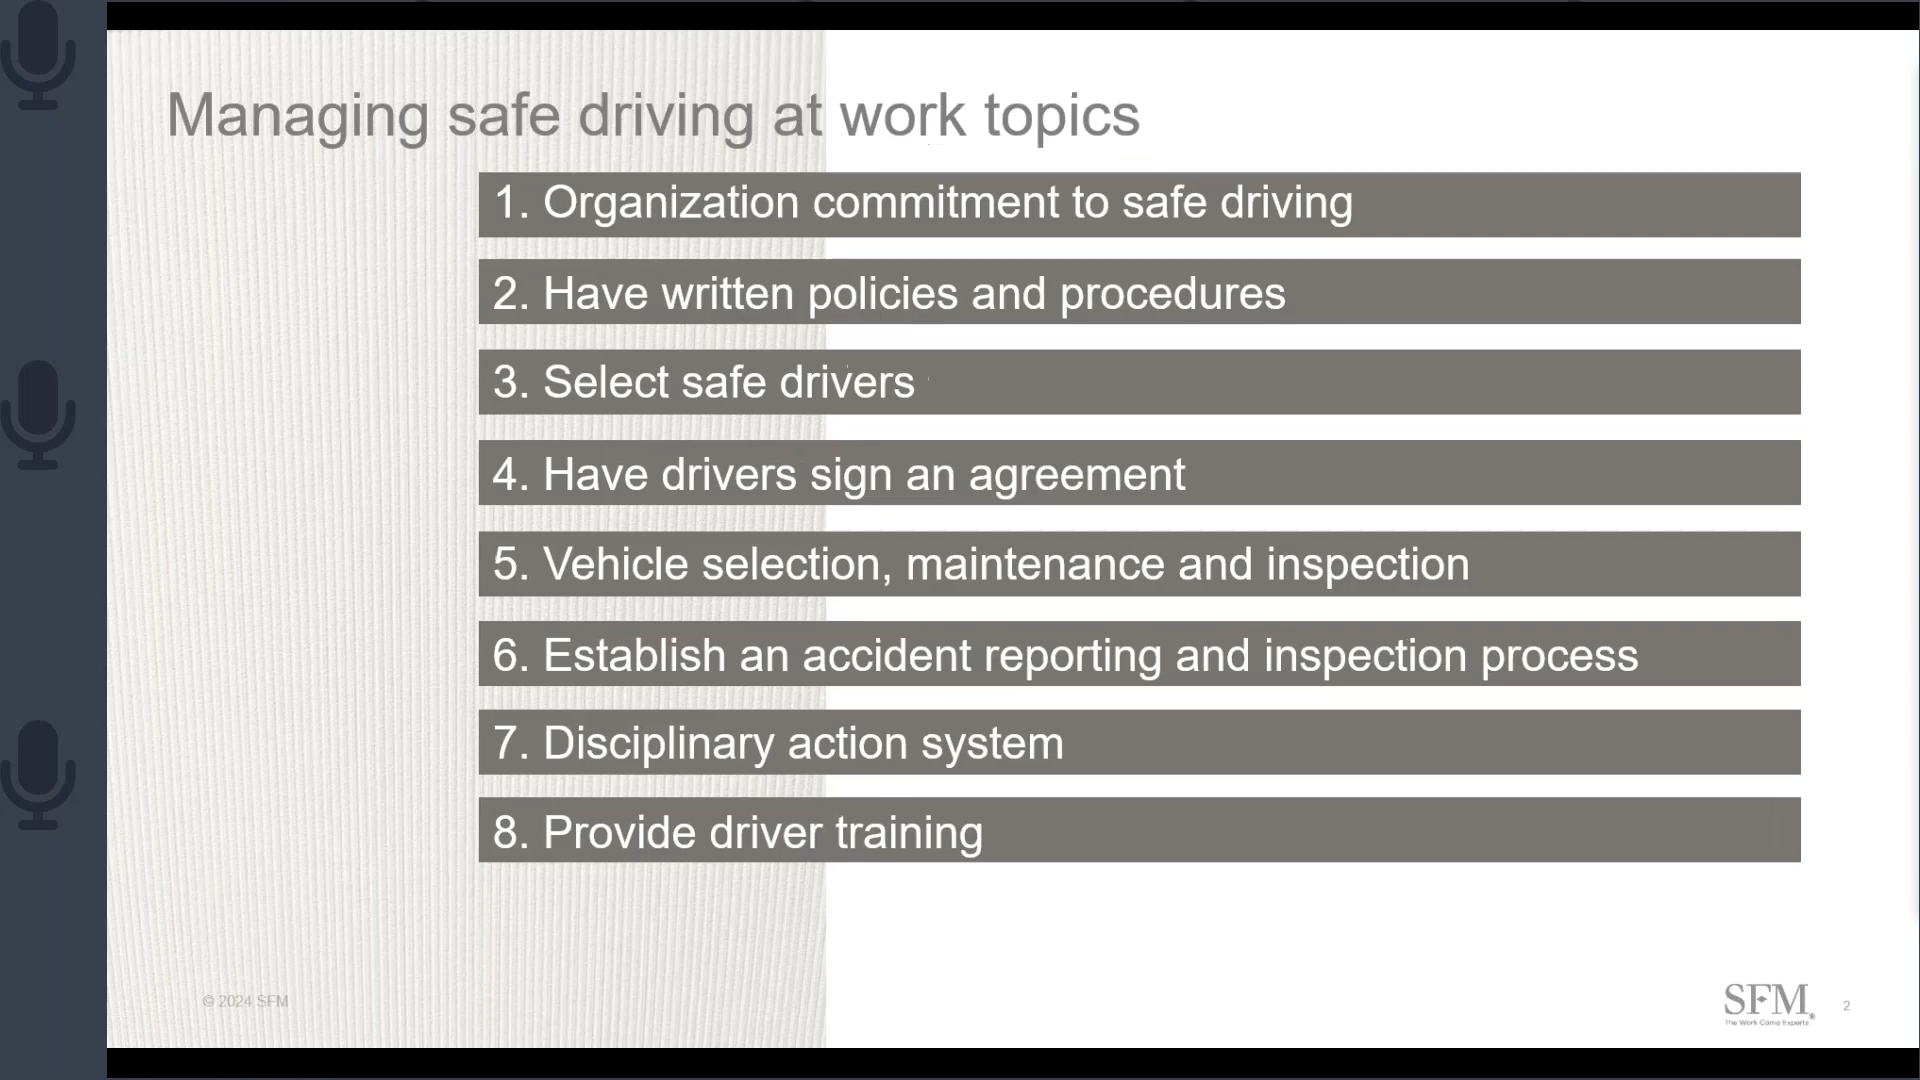 Managing safe driving at work topics
1. Organization commitment to safe driving
2. Have written policies and procedures
3. Select safe drivers
4. Have drivers sign an agreement
5. Vehicle selection, maintenance and inspection
6. Establish an accident reporting and inspection process
7. Disciplinary action system
8. Provide driver training
© 2024 SFM
SFM®
The Work Comp Experts
2